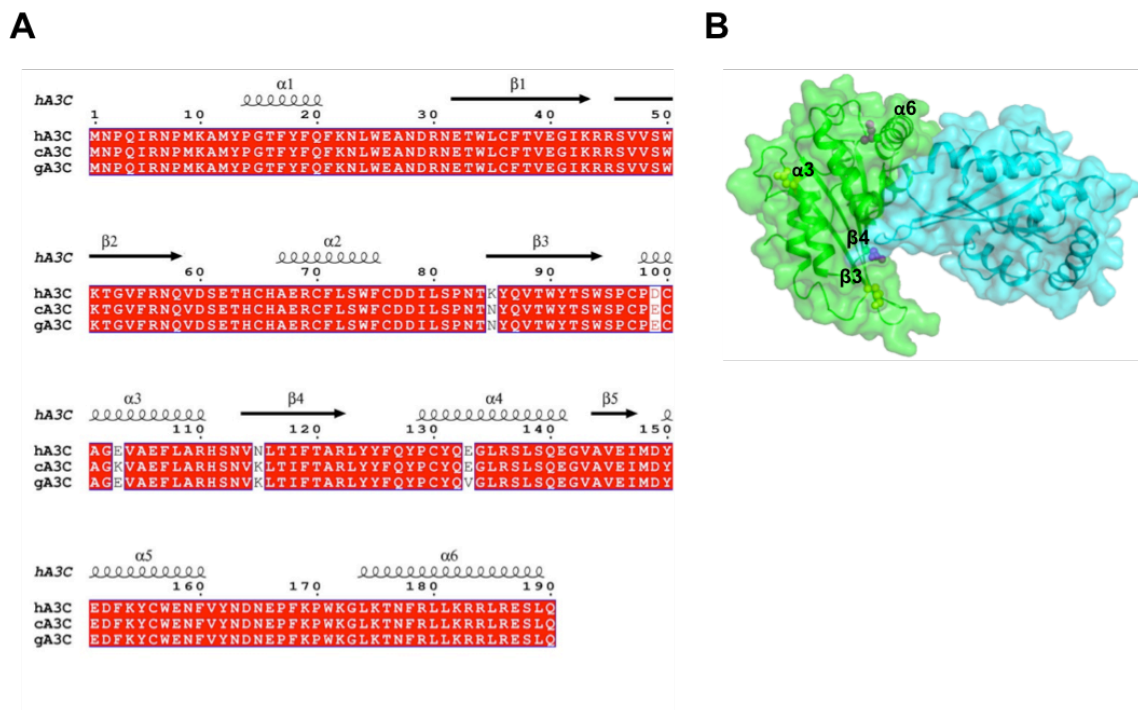 A
B
α1 β1
hA3C
1 10 20 30 40 50
hA3C MNPQIRNPMKAMYPGTFYFQFKNLWEANDRNETWLCFTVEGIKRRSVVSW
cA3C MNPQIRNPMKAMYPGTFYFQFKNLWEANDRNETWLCFTVEGIKRRSVVSW
gA3C MNPQIRNPMKAMYPGTFYFQFKNLWEANDRNETWLCFTVEGIKRRSVVSW
β2 α2 β3
hA3C
60 70 80 90 100
hA3C KTGVFRNQVDSETHCHAERCFLSWFCDDILSPNTKYQVTWYTSWSPCPDC
cA3C KTGVFRNQVDSETHCHAERCFLSWFCDDILSPNTNYQVTWYTSWSPCPEC
gA3C KTGVFRNQVDSETHCHAERCFLSWFCDDILSPNTNYQVTWYTSWSPCPEC
α3 β4 α4 β5
hA3C
110 120 130 140 150
hA3C AGEVAEFLARHSNVNLTIFTARLYYFQYPCYQEGLRSLSQEGVAVEIMDY
cA3C AGKVAEFLARHSNVKLTIFTARLYYFQYPCYQEGLRSLSQEGVAVEIMDY
gA3C AGEVAEFLARHSNVKLTIFTARLYYFQYPCYQVGLRSLSQEGVAVEIMDY
α5 α6
hA3C
160 170 180 190
hA3C EDFKYCWENFVYNDNEPFKPWKGLKTNFRLLKRRLRESLQ
cA3C EDFKYCWENFVYNDNEPFKPWKGLKTNFRLLKRRLRESLQ
gA3C EDFKYCWENFVYNDNEPFKPWKGLKTNFRLLKRRLRESLQ
α6
α3
β4
β3